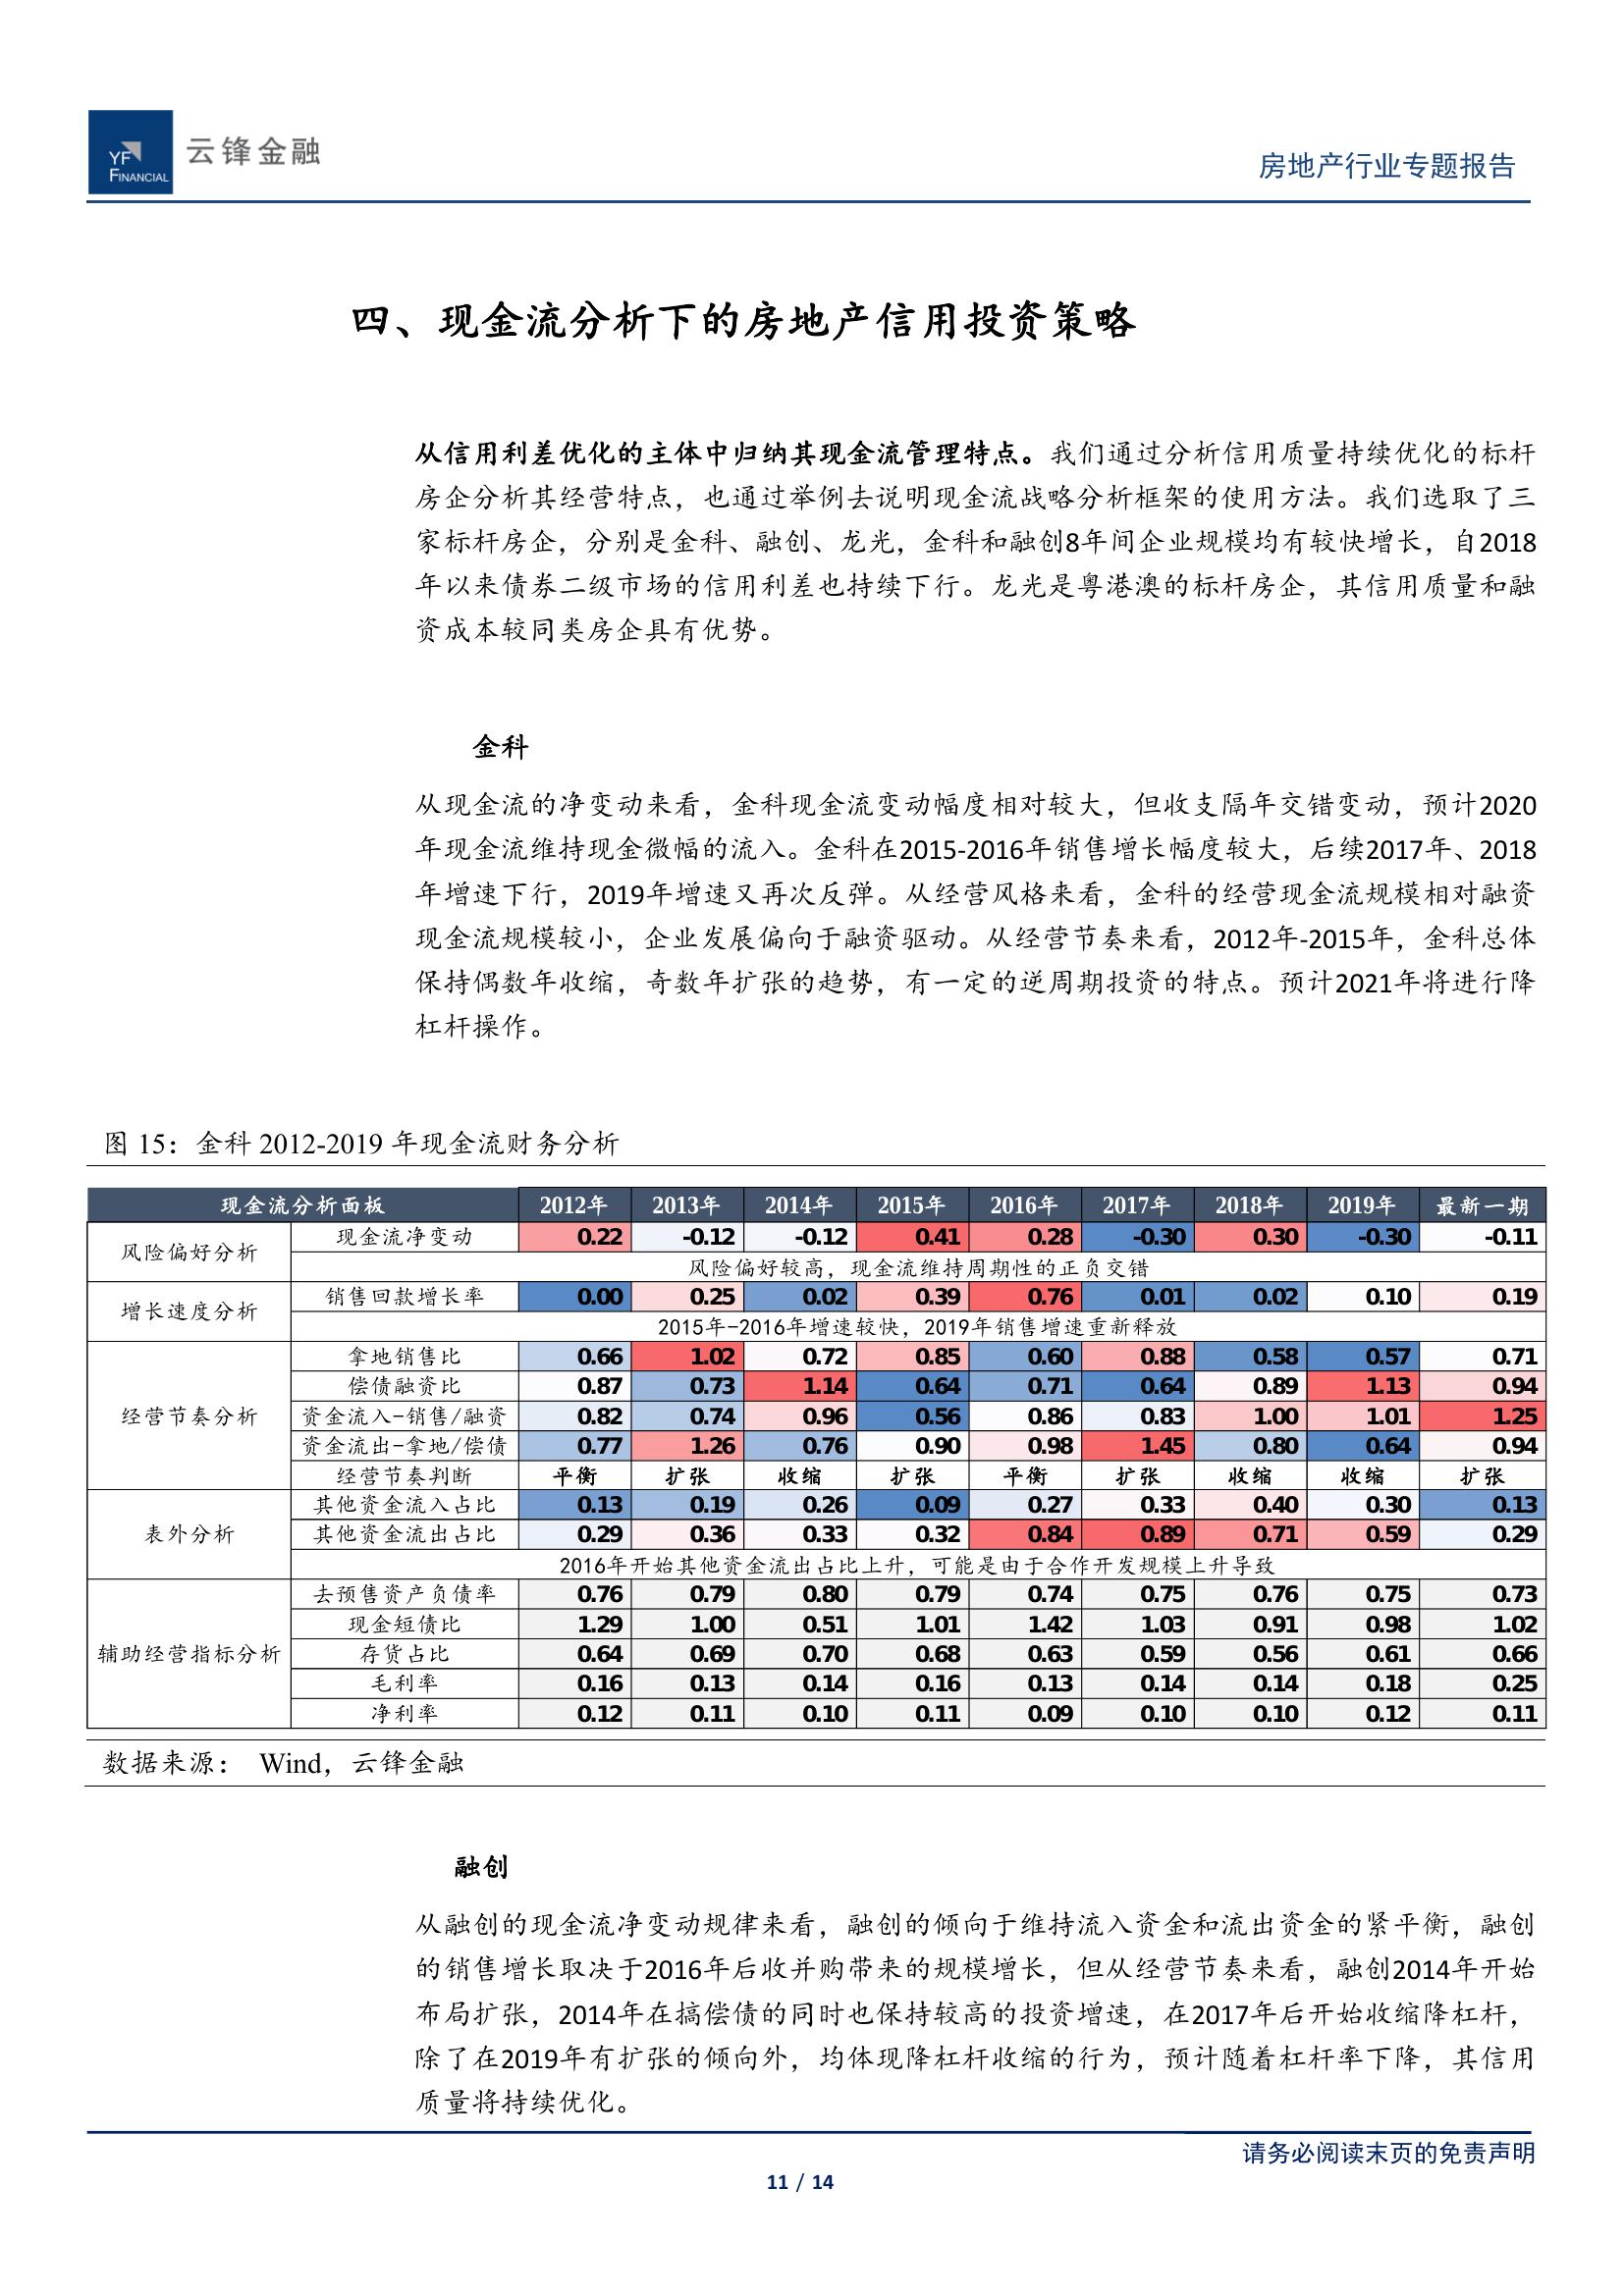 YF
FINANCIAL
云锋金融
房地产行业专题报告
四、现金流分析下的房地产信用投资策略
从信用利差优化的主体中归纳其现金流管理特点。我们通过分析信用质量持续优化的标杆
房企分析其经营特点，也通过举例去说明现金流战略分析框架的使用方法。我们选取了三
家标杆房企，分别是金科、融创、龙光，金科和融创8年间企业规模均有较快增长，自2018
年以来债券二级市场的信用利差也持续下行。龙光是粤港澳的标杆房企，其信用质量和融
资成本较同类房企具有优势。
金科
从现金流的净变动来看，金科现金流变动幅度相对较大，但收支隔年交错变动，预计2020
年现金流维持现金微幅的流入。金科在2015-2016年销售增长幅度较大，后续2017年、2018
年增速下行，2019年增速又再次反弹。从经营风格来看，金科的经营现金流规模相对融资
现金流规模较小，企业发展偏向于融资驱动。从经营节奏来看，2012年-2015年，金科总体
保持偶数年收缩，奇数年扩张的趋势，有一定的逆周期投资的特点。预计2021年将进行降
杠杆操作。
图 15：金科 2012-2019 年现金流财务分析
现金流分析面板 2012年 2013年 2014年 2015年 2016年 2017年 2018年 2019年 最新一期
风险偏好分析 现金流净变动 0.22 -0.12 -0.12 0.41 0.28 -0.30 0.30 -0.30 -0.11
风险偏好较高，现金流维持周期性的正负交错
增长速度分析 销售回款增长率 0.00 0.25 0.02 0.39 0.76 0.01 0.02 0.10 0.19
2015年-2016年增速较快，2019年销售增速重新释放
经营节奏分析 拿地销售比 0.66 1.02 0.72 0.85 0.60 0.88 0.58 0.57 0.71
偿债融资比 0.87 0.73 1.14 0.64 0.71 0.64 0.89 1.13 0.94
资金流入-销售/融资 0.82 0.74 0.96 0.56 0.86 0.83 1.00 1.01 1.25
资金流出-拿地/偿债 0.77 1.26 0.76 0.90 0.98 1.45 0.80 0.64 0.94
经营节奏判断 平衡 扩张 收缩 扩张 平衡 扩张 收缩 收缩 扩张
表外分析 其他资金流入占比 0.13 0.19 0.26 0.09 0.27 0.33 0.40 0.30 0.13
其他资金流出占比 0.29 0.36 0.33 0.32 0.84 0.89 0.71 0.59 0.29
2016年开始其他资金流出占比上升，可能是由于合作开发规模上升导致
辅助经营指标分析 去预售资产负债率 0.76 0.79 0.80 0.79 0.74 0.75 0.76 0.75 0.73
现金短债比 1.29 1.00 0.51 1.01 1.42 1.03 0.91 0.98 1.02
存货占比 0.64 0.69 0.70 0.68 0.63 0.59 0.56 0.61 0.66
毛利率 0.16 0.13 0.14 0.16 0.13 0.14 0.14 0.18 0.25
净利率 0.12 0.11 0.10 0.11 0.09 0.10 0.10 0.12 0.11
数据来源： Wind，云锋金融
融创
从融创的现金流净变动规律来看，融创的倾向于维持流入资金和流出资金的紧平衡，融创
的销售增长取决于2016年后收并购带来的规模增长，但从经营节奏来看，融创2014年开始
布局扩张，2014年在搞偿债的同时也保持较高的投资增速，在2017年后开始收缩降杠杆，
除了在2019年有扩张的倾向外，均体现降杠杆收缩的行为，预计随着杠杆率下降，其信用
质量将持续优化。
请务必阅读末页的免责声明
11 / 14